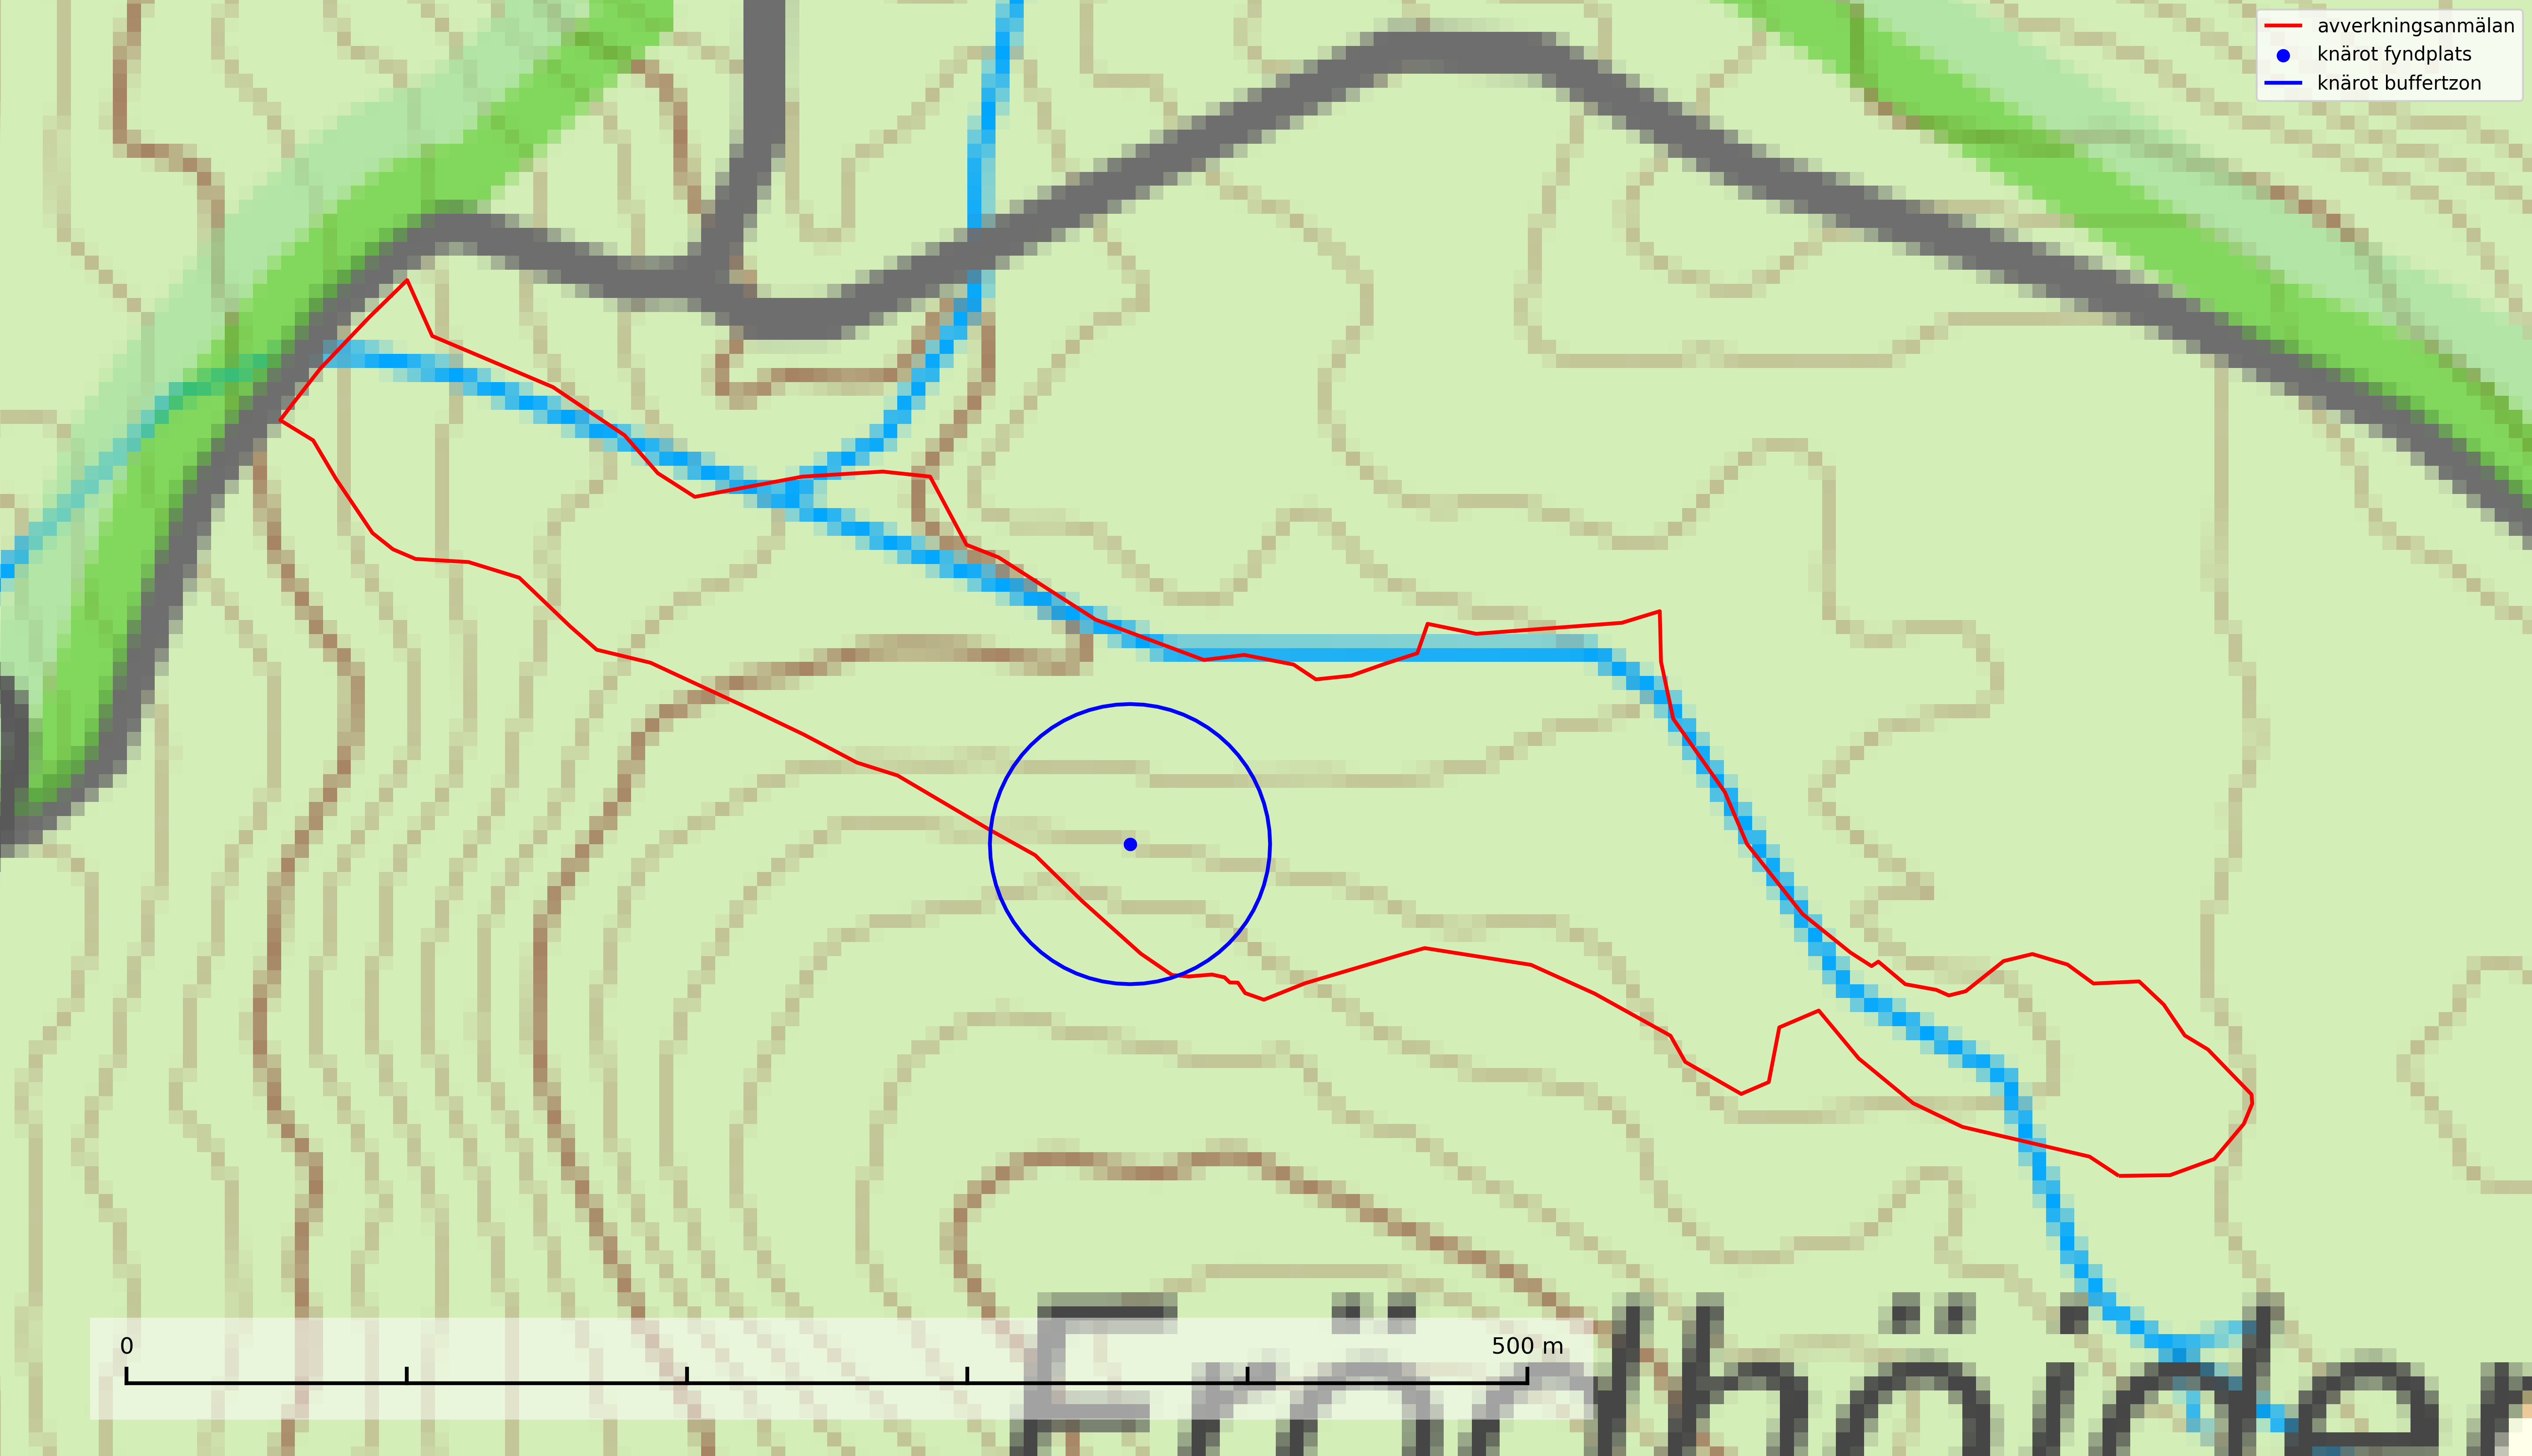 avverkningsanmälan
knärot fyndplats
knärot buffertzon
0 500 m